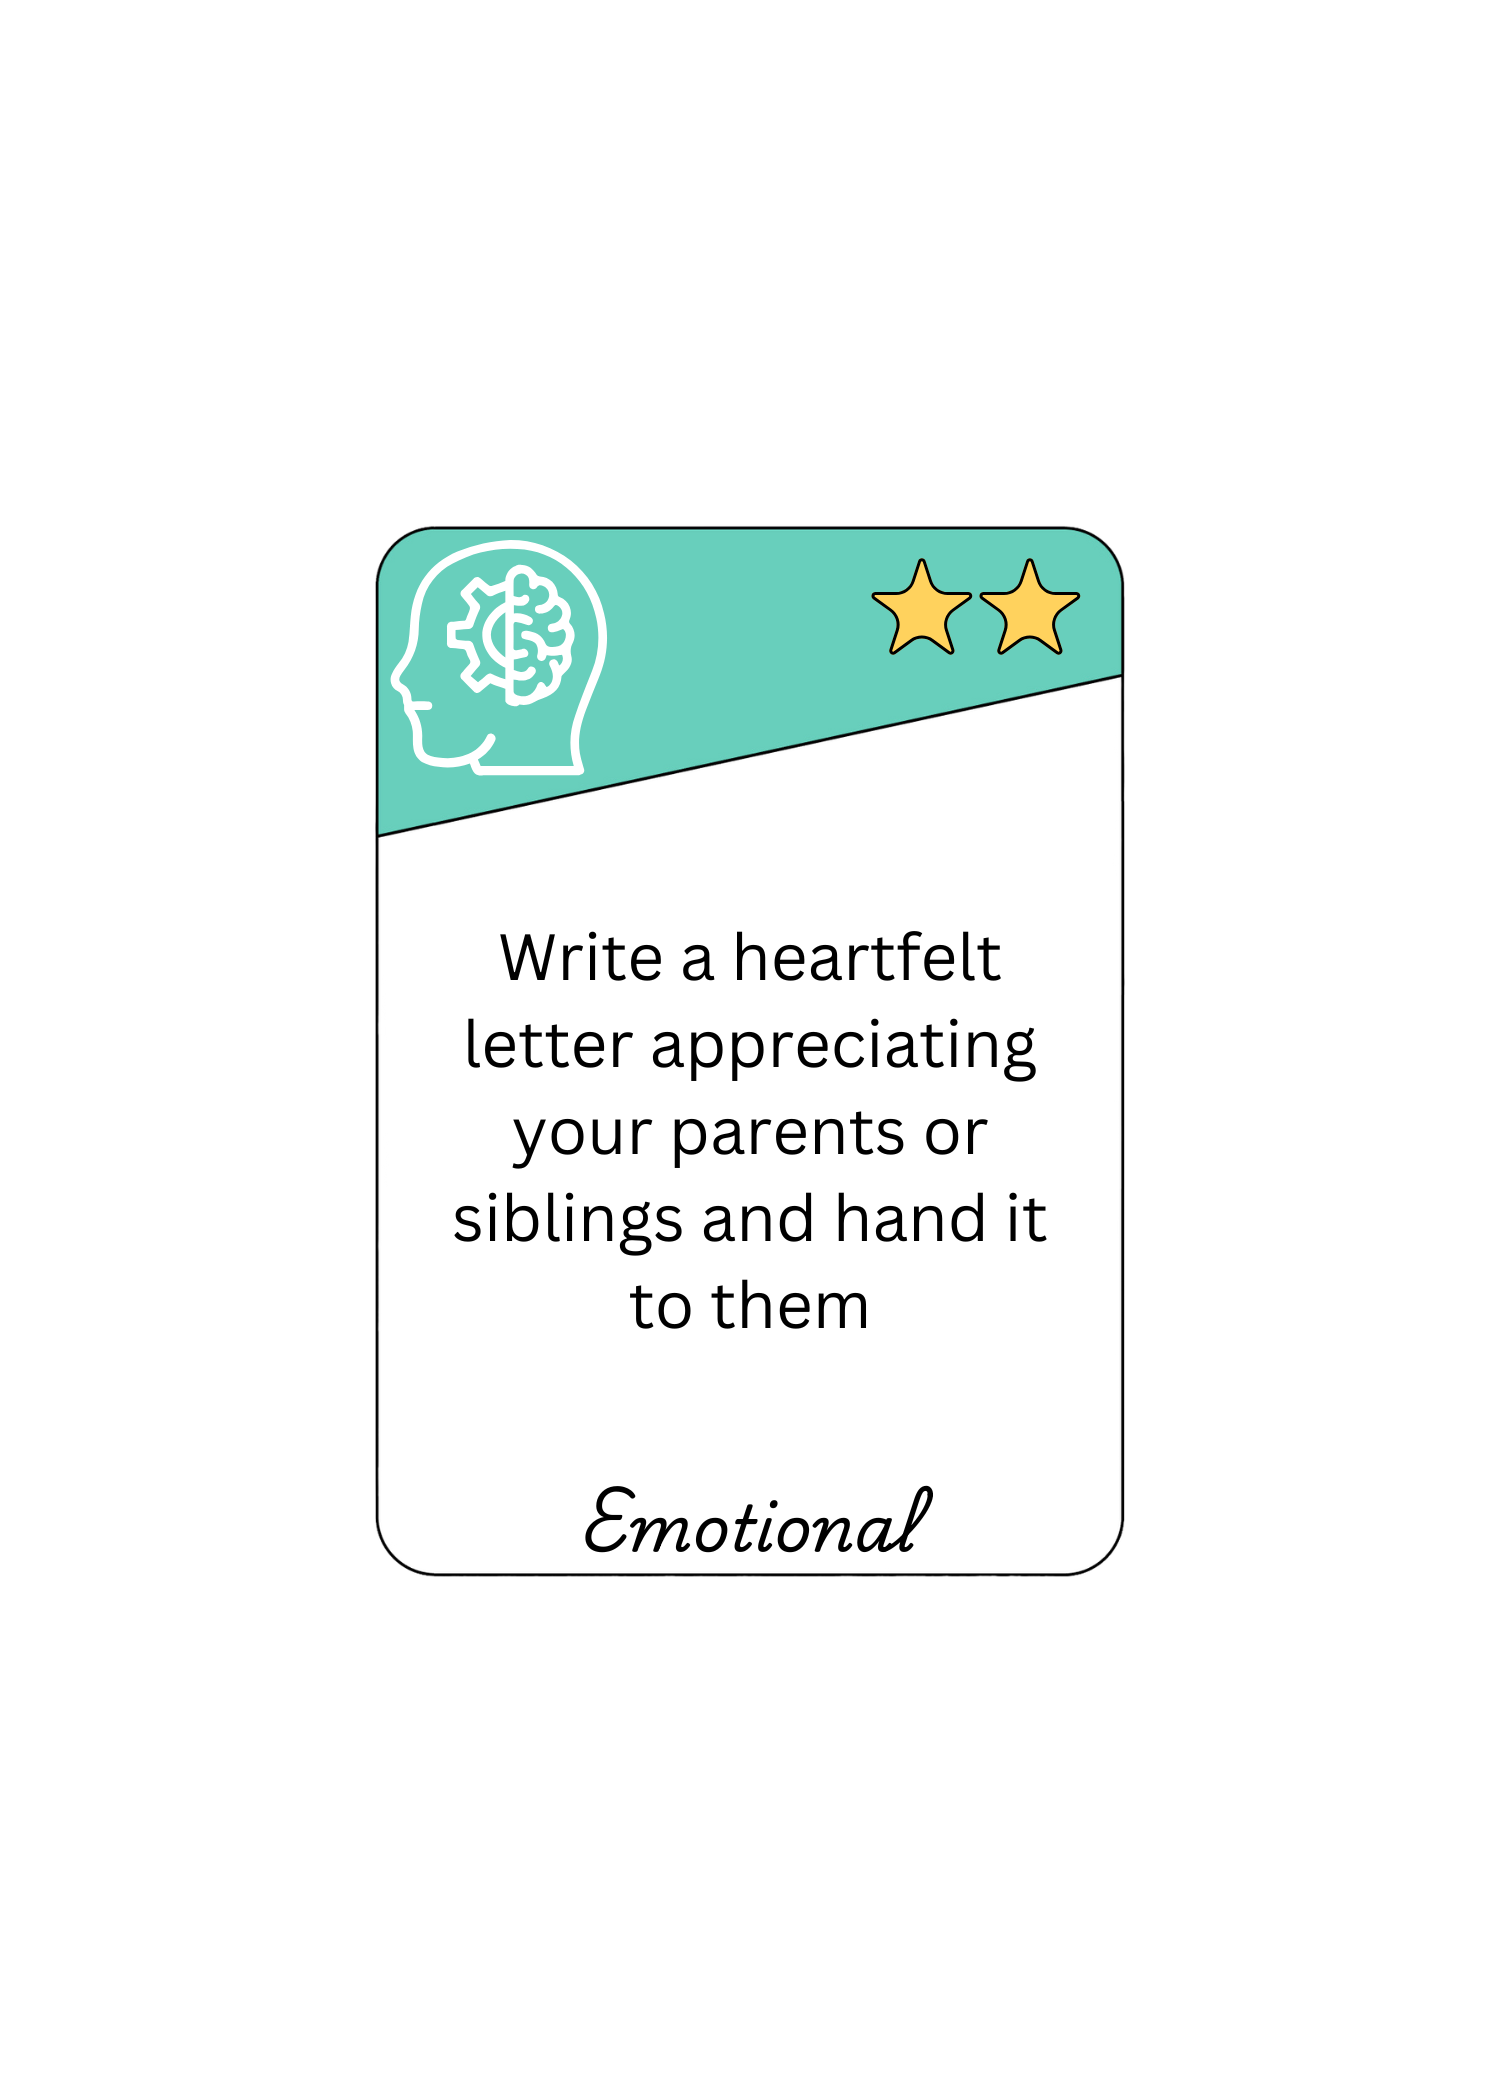 Write a heartfelt
letter appreciating
your parents or
siblings and hand it
to them
Emotional